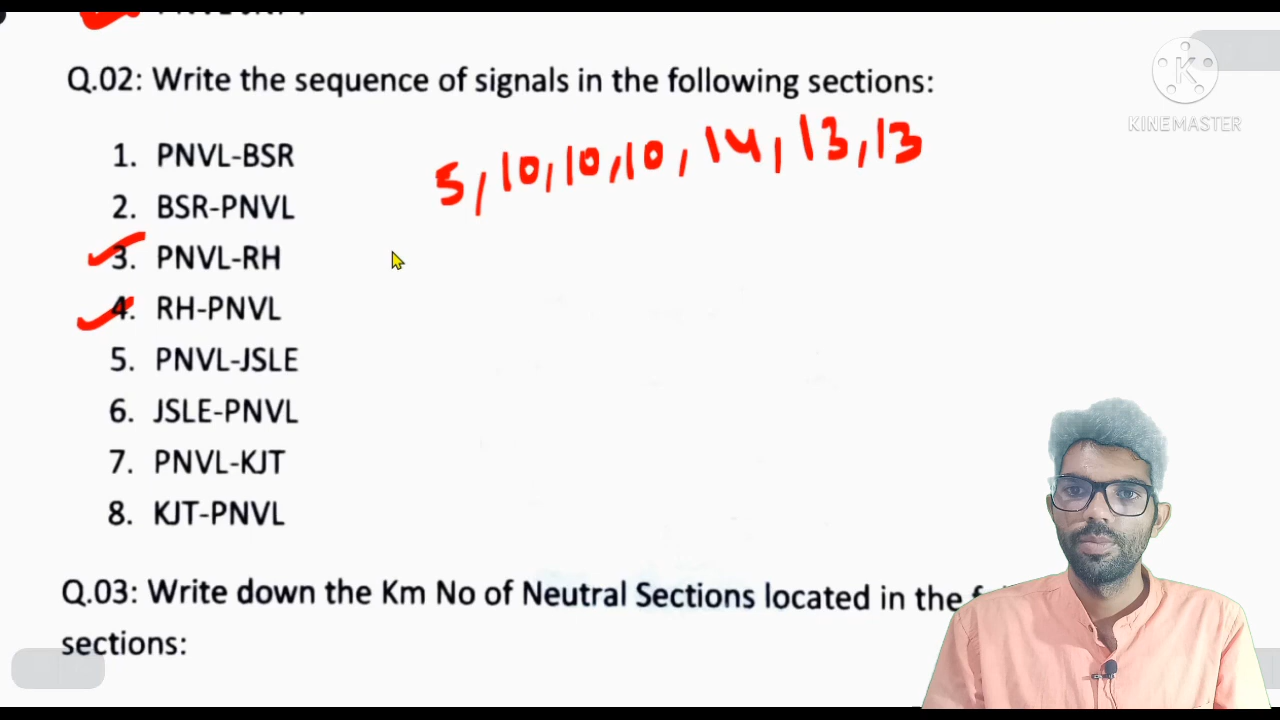 Q.02: Write the sequence of signals in the following sections:
5, 10, 10, 10, 14, 13, 13
1. PNVL-BSR
2. BSR-PNVL
3. PNVL-RH
4. RH-PNVL
5. PNVL-JSLE
6. JSLE-PNVL
7. PNVL-KJT
8. KJT-PNVL
Q.03: Write down the Km No of Neutral Sections located in the
sections:
K
KINEMASTER